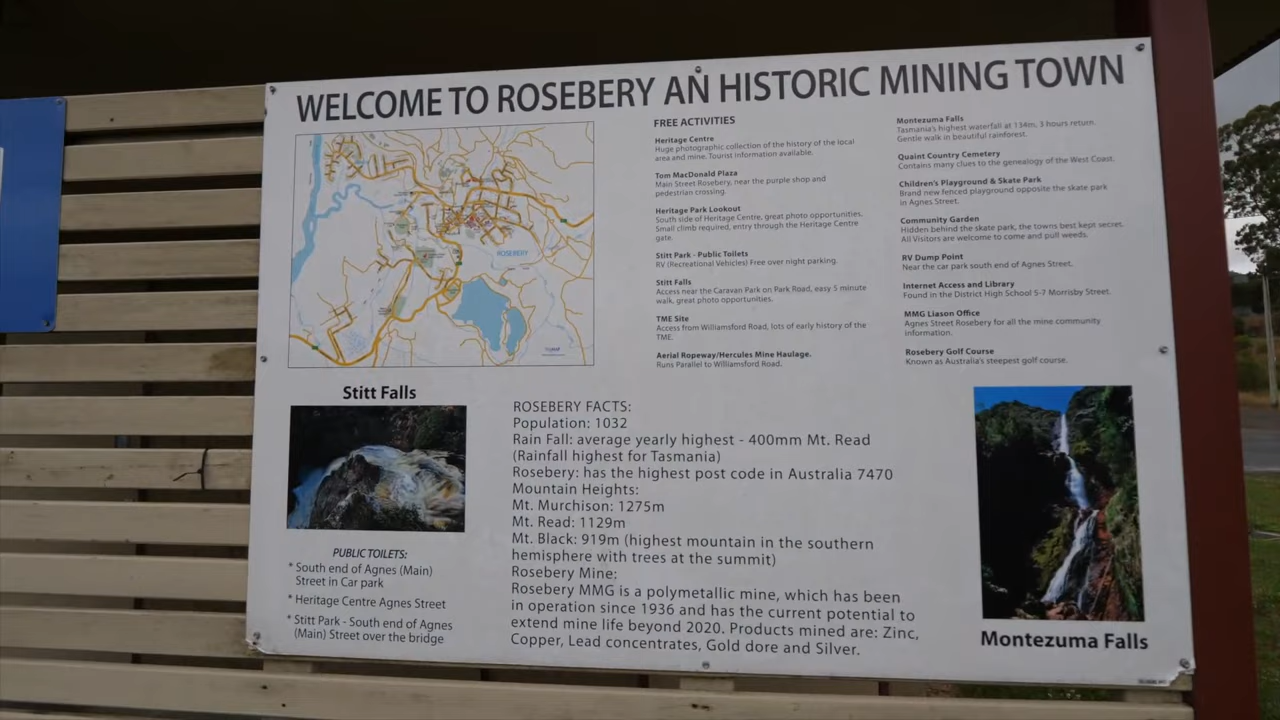 WELCOME TO ROSEBERY AN HISTORIC MINING TOWN
ROSEBERY
FREE ACTIVITIES
Heritage Centre
Huge photographic collection of the history of the local
area and mine. Tourist information available.
Tom MacDonald Plaza
Main Street Rosebery, near the purple shop and
pedestrian crossing.
Heritage Park Lookout
South side of Heritage Centre, great photo opportunities.
Small climb required, entry through the Heritage Centre
gate.
Stitt Park - Public Toilets
RV (Recreational Vehicles) Free over night parking.
Stitt Falls
Access near the Caravan Park on Park Road, easy 5 minute
walk, great photo opportunities.
TME Site
Access from Williamsford Road, lots of early history of the
TME.
Aerial Ropeway/Hercules Mine Haulage.
Runs Parallel to Williamsford Road.
Montezuma Falls
Tasmania's highest waterfall at 134m, 3 hours return.
Gentle walk in beautiful rainforest.
Quaint Country Cemetery
Contains many clues to the genealogy of the West Coast.
Children's Playground & Skate Park
Brand new fenced playground opposite the skate park
in Agnes Street.
Community Garden
Hidden behind the skate park, the towns best kept secret.
All Visitors are welcome to come and pull weeds.
RV Dump Point
Near the car park south end of Agnes Street.
Internet Access and Library
Found in the District High School 5-7 Morrisby Street.
MMG Liason Office
Agnes Street Rosebery for all the mine community
information.
Rosebery Golf Course
Known as Australia's steepest golf course.
Stitt Falls
PUBLIC TOILETS:
* South end of Agnes (Main)
Street in Car park
* Heritage Centre Agnes Street
* Stitt Park - South end of Agnes
(Main) Street over the bridge
ROSEBERY FACTS:
Population: 1032
Rain Fall: average yearly highest - 400mm Mt. Read
(Rainfall highest for Tasmania)
Rosebery: has the highest post code in Australia 7470
Mountain Heights:
Mt. Murchison: 1275m
Mt. Read: 1129m
Mt. Black: 919m (highest mountain in the southern
hemisphere with trees at the summit)
Rosebery Mine:
Rosebery MMG is a polymetallic mine, which has been
in operation since 1936 and has the current potential to
extend mine life beyond 2020. Products mined are: Zinc,
Copper, Lead concentrates, Gold dore and Silver.
Montezuma Falls